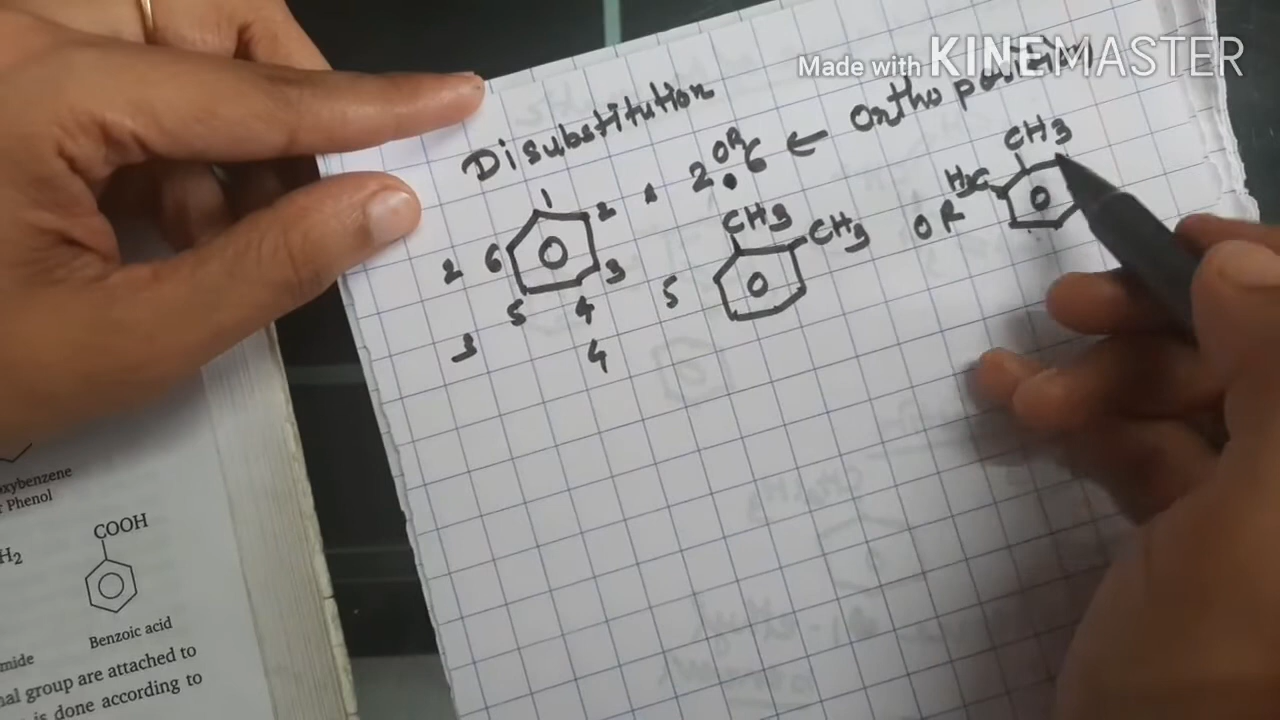 Made with KINEMASTER
Disubstitution
2 OR 6 ← Ortho position
1
2
3
4
5
6
2
3
4
5
1
CH3
CH3
OR
CH3
H3C
oxybenzene
r Phenol
H2
COOH
Benzoic acid
mide
nal group are attached to
is done according to